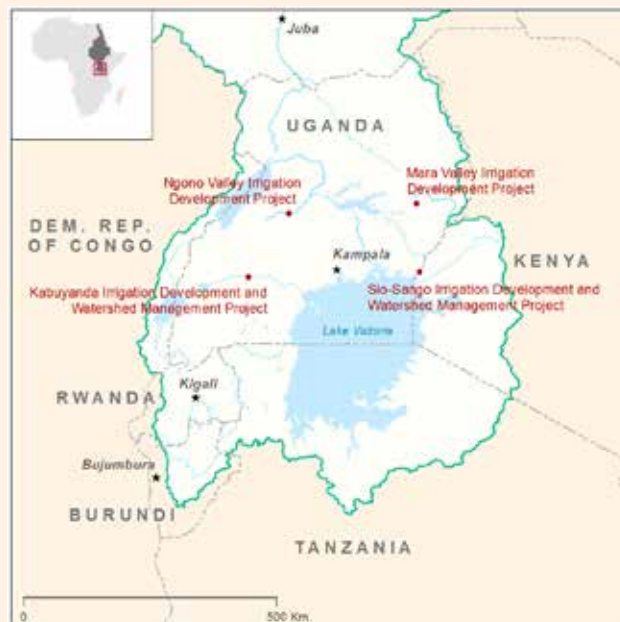 Juba
UGANDA
Ngono Valley Irrigation
Development Project
Mara Valley Irrigation
Development Project
DEM. REP.
OF CONGO
Kampala
KENYA
Kabuyanda Irrigation Development and
Watershed Management Project
Sio-Sango Irrigation Development and
Watershed Management Project
Lake Victoria
Kigali
RWANDA
Bujumbura
BURUNDI
TANZANIA
0
500 Km.